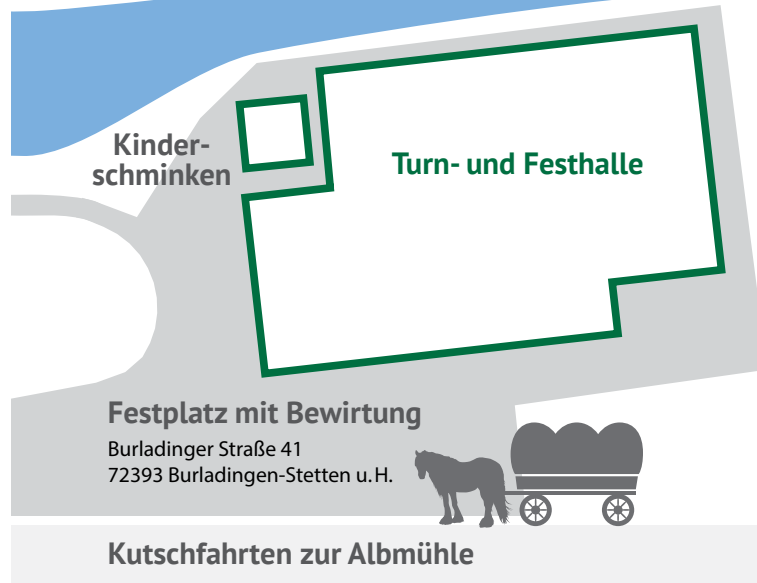 Kinder-
schminken
Turn- und Festhalle
Festplatz mit Bewirtung
Burladinger Straße 41
72393 Burladingen-Stetten u. H.
Kutschfahrten zur Albmühle